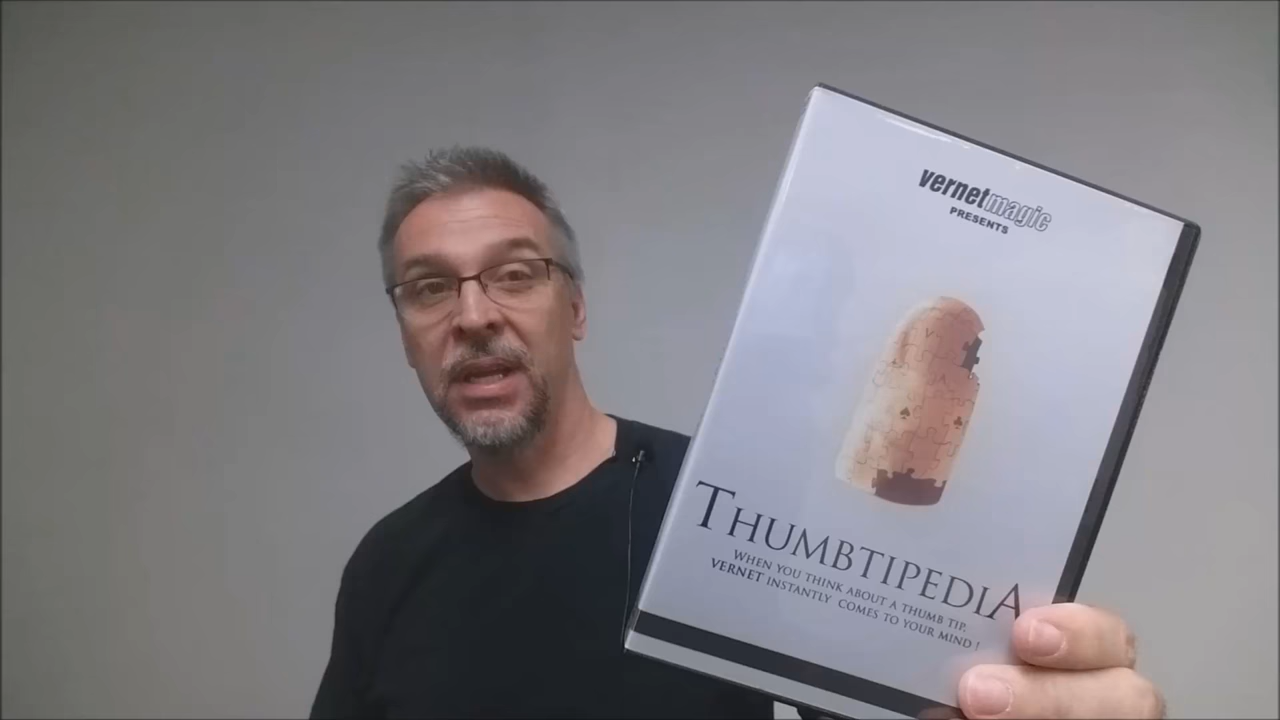 vernetmagic
PRESENTS
THUMBTIPEDIA
WHEN YOU THINK ABOUT A THUMB TIP,
VERNET INSTANTLY COMES TO YOUR MIND !